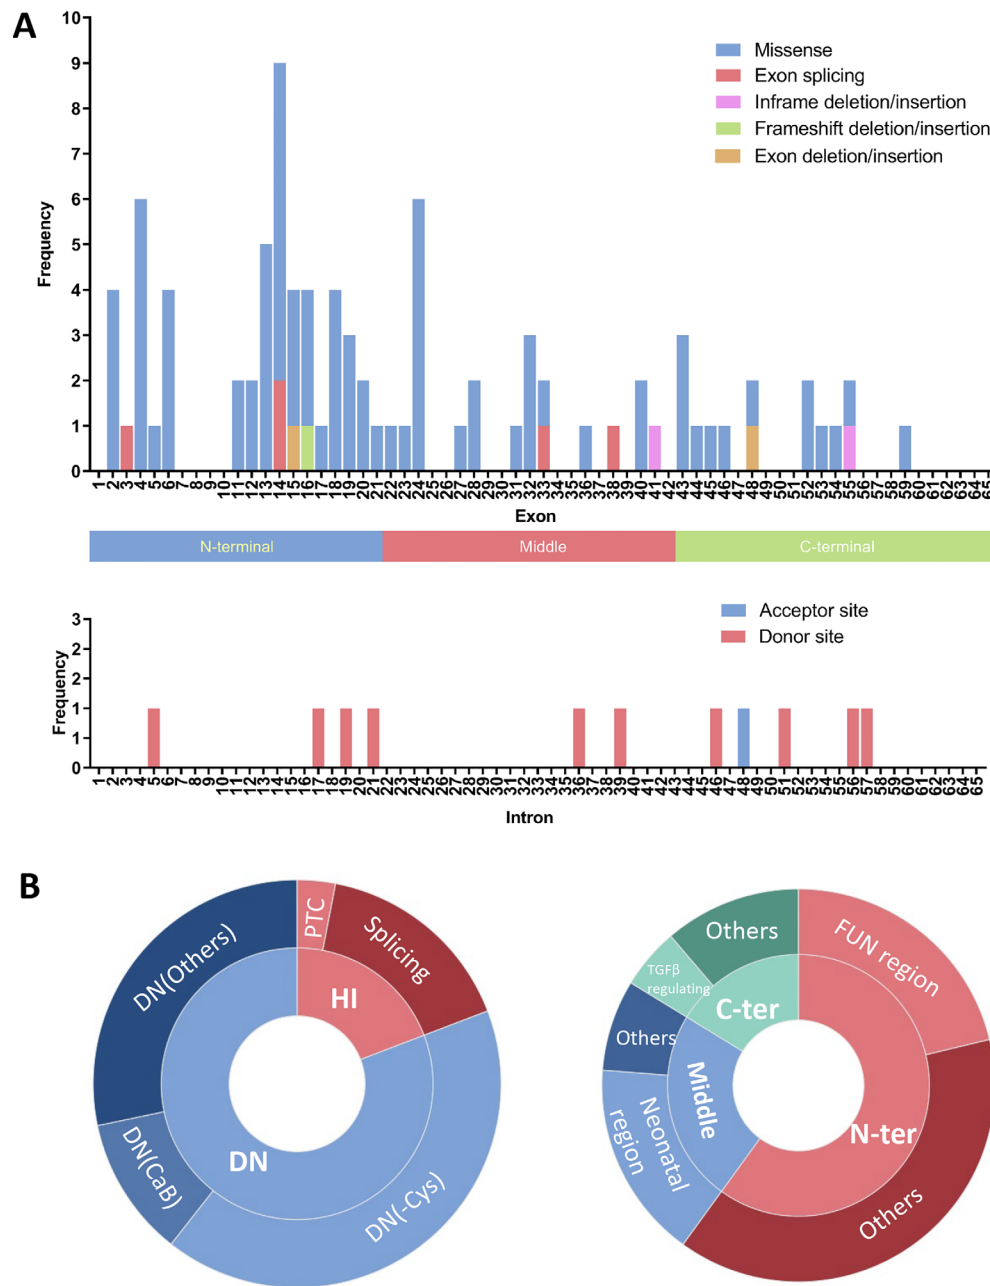 A
10
9
8
7
6
5
4
3
2
1
0
Frequency
Missense
Exon splicing
Inframe deletion/insertion
Frameshift deletion/insertion
Exon deletion/insertion
1 2 3 4 5 6 7 8 9 10 11 12 13 14 15 16 17 18 19 20 21 22 23 24 25 26 27 28 29 30 31 32 33 34 35 36 37 38 39 40 41 42 43 44 45 46 47 48 49 50 51 52 53 54 55 56 57 58 59 60 61 62 63 64 65
Exon
N-terminal Middle C-terminal
3
2
2
1
1
0
Frequency
Acceptor site
Donor site
1 2 3 4 5 6 7 8 9 10 11 12 13 14 15 16 17 18 19 20 21 22 23 24 25 26 27 28 29 30 31 32 33 34 35 36 37 38 39 40 41 42 43 44 45 46 47 48 49 50 51 52 53 54 55 56 57 58 59 60 61 62 63 64 65
Intron
B
PTC
Splicing
HI
DN(Others)
DN
DN(CaB)
DN(-Cys)
Others
FUN region
TGFβ
regulating
C-ter
Others
Middle
Neonatal
region
N-ter
Others